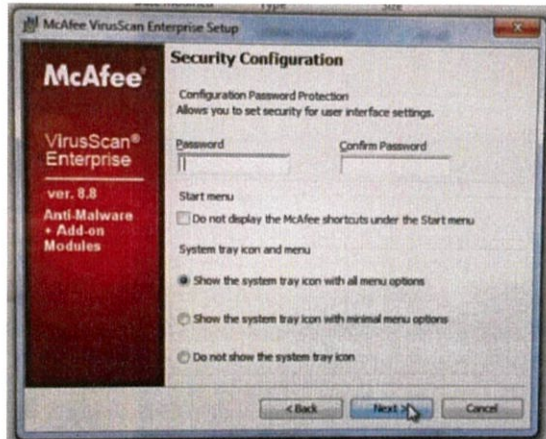 Type
Size
McAfee VirusScan Enterprise Setup
McAfee®
VirusScan®
Enterprise
ver. 8.8
Anti-Malware
+ Add-on
Modules
Security Configuration
Configuration Password Protection
Allows you to set security for user interface settings.
Password Confirm Password
Start menu
Do not display the McAfee shortcuts under the Start menu
System tray icon and menu
Show the system tray icon with all menu options
Show the system tray icon with minimal menu options
Do not show the system tray icon
< Back Next > Cancel